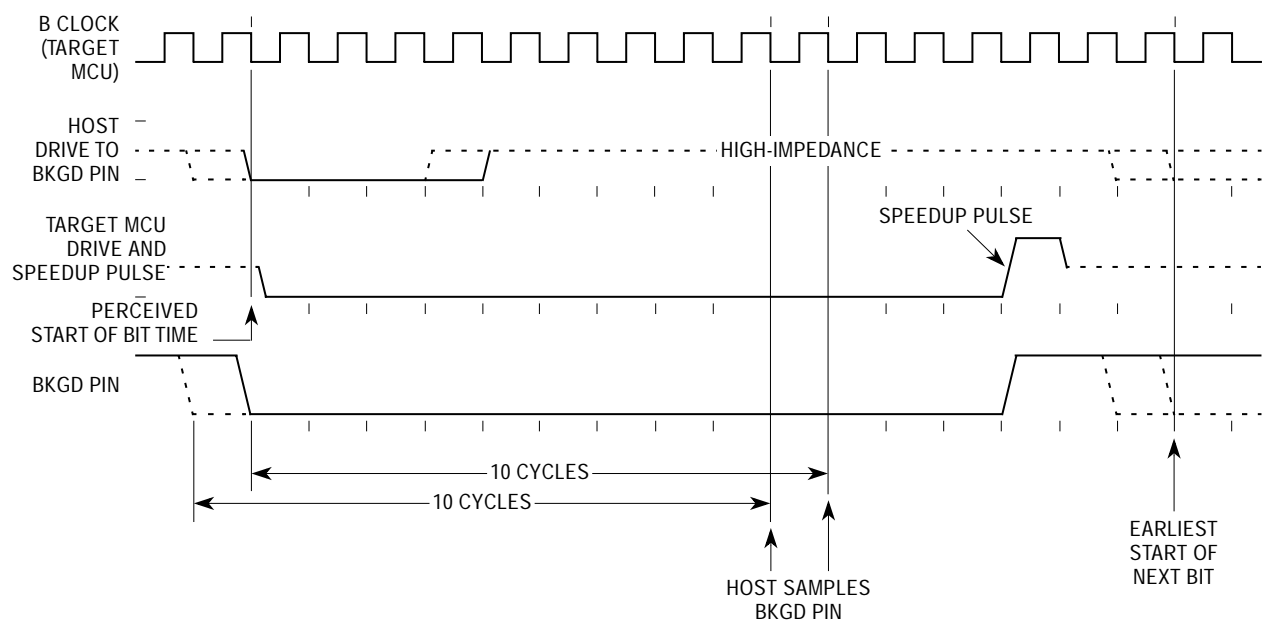 B CLOCK
(TARGET
MCU)
HOST
DRIVE TO
BKGD PIN
HIGH-IMPEDANCE
TARGET MCU
DRIVE AND
SPEEDUP PULSE
SPEEDUP PULSE
PERCEIVED
START OF BIT TIME
BKGD PIN
10 CYCLES
10 CYCLES
HOST SAMPLES
BKGD PIN
EARLIEST
START OF
NEXT BIT